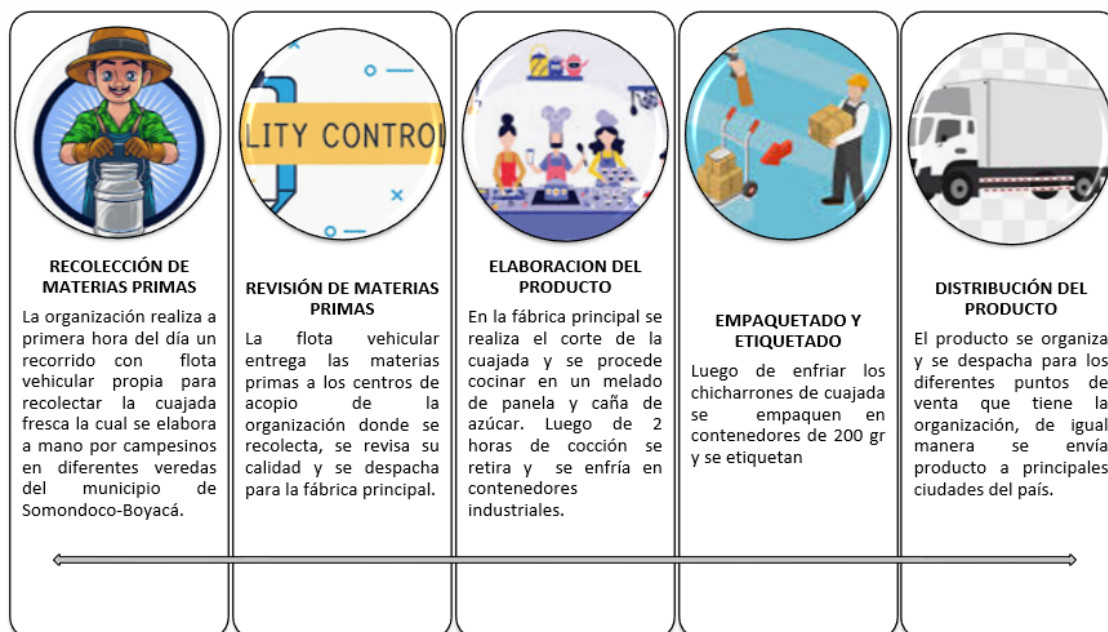 LITY CONTROL
RECOLECCIÓN DE
MATERIAS PRIMAS
La organización realiza a
primera hora del día un
recorrido con flota
vehicular propia para
recolectar la cuajada
fresca la cual se elabora
a mano por campesinos
en diferentes veredas
del municipio de
Somondoco-Boyacá.
REVISIÓN DE MATERIAS
PRIMAS
La flota vehicular
entrega las materias
primas a los centros de
acopio de la
organización donde se
recolecta, se revisa su
calidad y se despacha
para la fábrica principal.
ELABORACION DEL
PRODUCTO
En la fábrica principal se
realiza el corte de la
cuajada y se procede
cocinar en un melado
de panela y caña de
azúcar. Luego de 2
horas de cocción se
retira y se enfría en
contenedores
industriales.
EMPAQUETADO Y
ETIQUETADO
Luego de enfriar los
chicharrones de cuajada
se empaquen en
contenedores de 200 gr
y se etiquetan
DISTRIBUCIÓN DEL
PRODUCTO
El producto se organiza
y se despacha para los
diferentes puntos de
venta que tiene la
organización, de igual
manera se envía
producto a principales
ciudades del país.